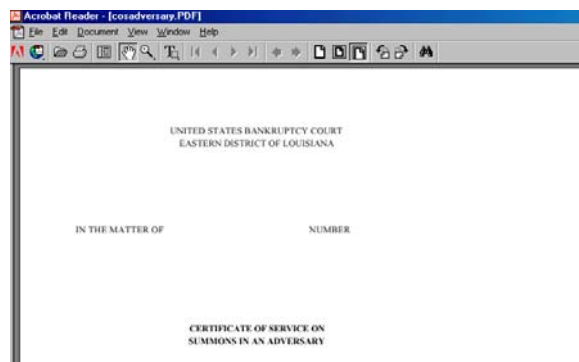 Acrobat Reader - [cosadversary.PDF]
File Edit Document View Window Help
UNITED STATES BANKRUPTCY COURT
EASTERN DISTRICT OF LOUISIANA
IN THE MATTER OF NUMBER
CERTIFICATE OF SERVICE ON
SUMMONS IN AN ADVERSARY